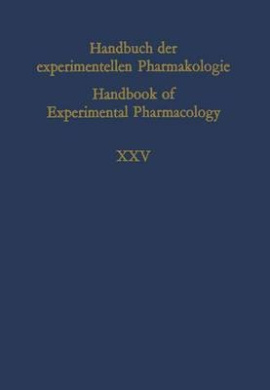 Handbuch der
experimentellen Pharmakologie
Handbook of
Experimental Pharmacology
XXV